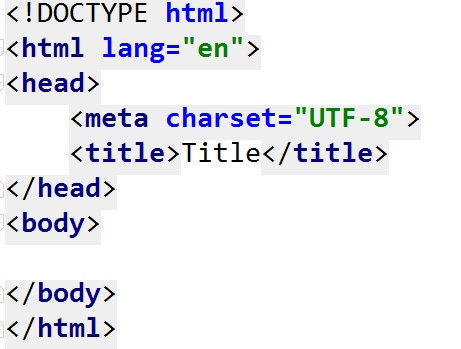 <!DOCTYPE html>
<html lang="en">
<head>
    <meta charset="UTF-8">
    <title>Title</title>
</head>
<body>

</body>
</html>